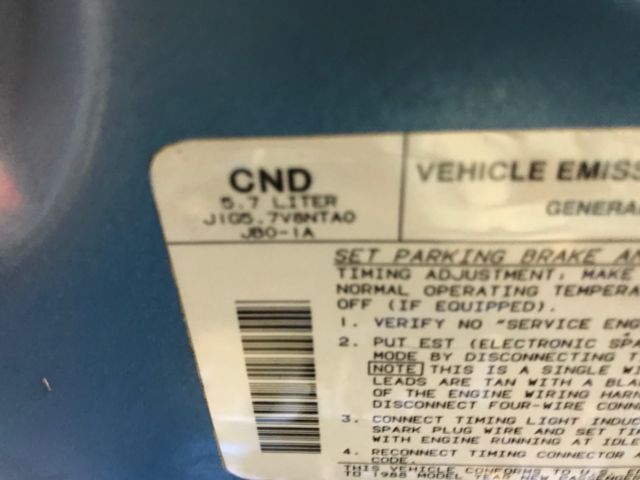 CND
5.7 LITER
J1G5.7V8NTA0
JB0-1A
VEHICLE EMISS
GENERA
SET PARKING BRAKE AN
TIMING ADJUSTMENT, MAKE
NORMAL OPERATING TEMPERA
OFF (IF EQUIPPED).
1. VERIFY NO "SERVICE ENG
2. PUT EST (ELECTRONIC SPA
MODE BY DISCONNECTING T
NOTE THIS IS A SINGLE WI
LEADS ARE TAN WITH A BLA
OF THE ENGINE WIRING HARN
DISCONNECT FOUR-WIRE CONN
3. CONNECT TIMING LIGHT INDUC
SPARK PLUG WIRE AND SET TI
WITH ENGINE RUNNING AT IDLE
4. RECONNECT TIMING CONNECTOR A
CODE.
THIS VEHICLE CONFORMS TO U.S. E
TO 1988 MODEL YEAR NEW PASSENGE